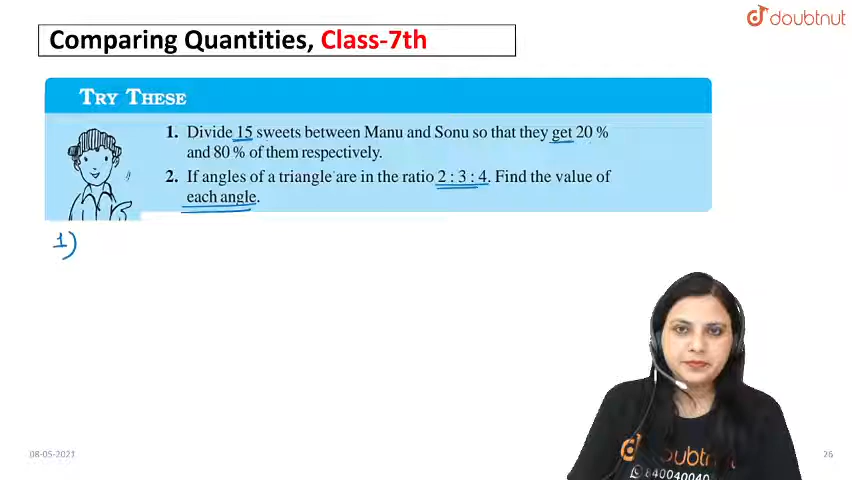 doubtnut
Comparing Quantities, Class-7th
TRY THESE
1. Divide 15 sweets between Manu and Sonu so that they get 20 %
and 80 % of them respectively.
2. If angles of a triangle are in the ratio 2 : 3 : 4. Find the value of
each angle.
1)
doubtnut
8400400400
08-05-2021
26